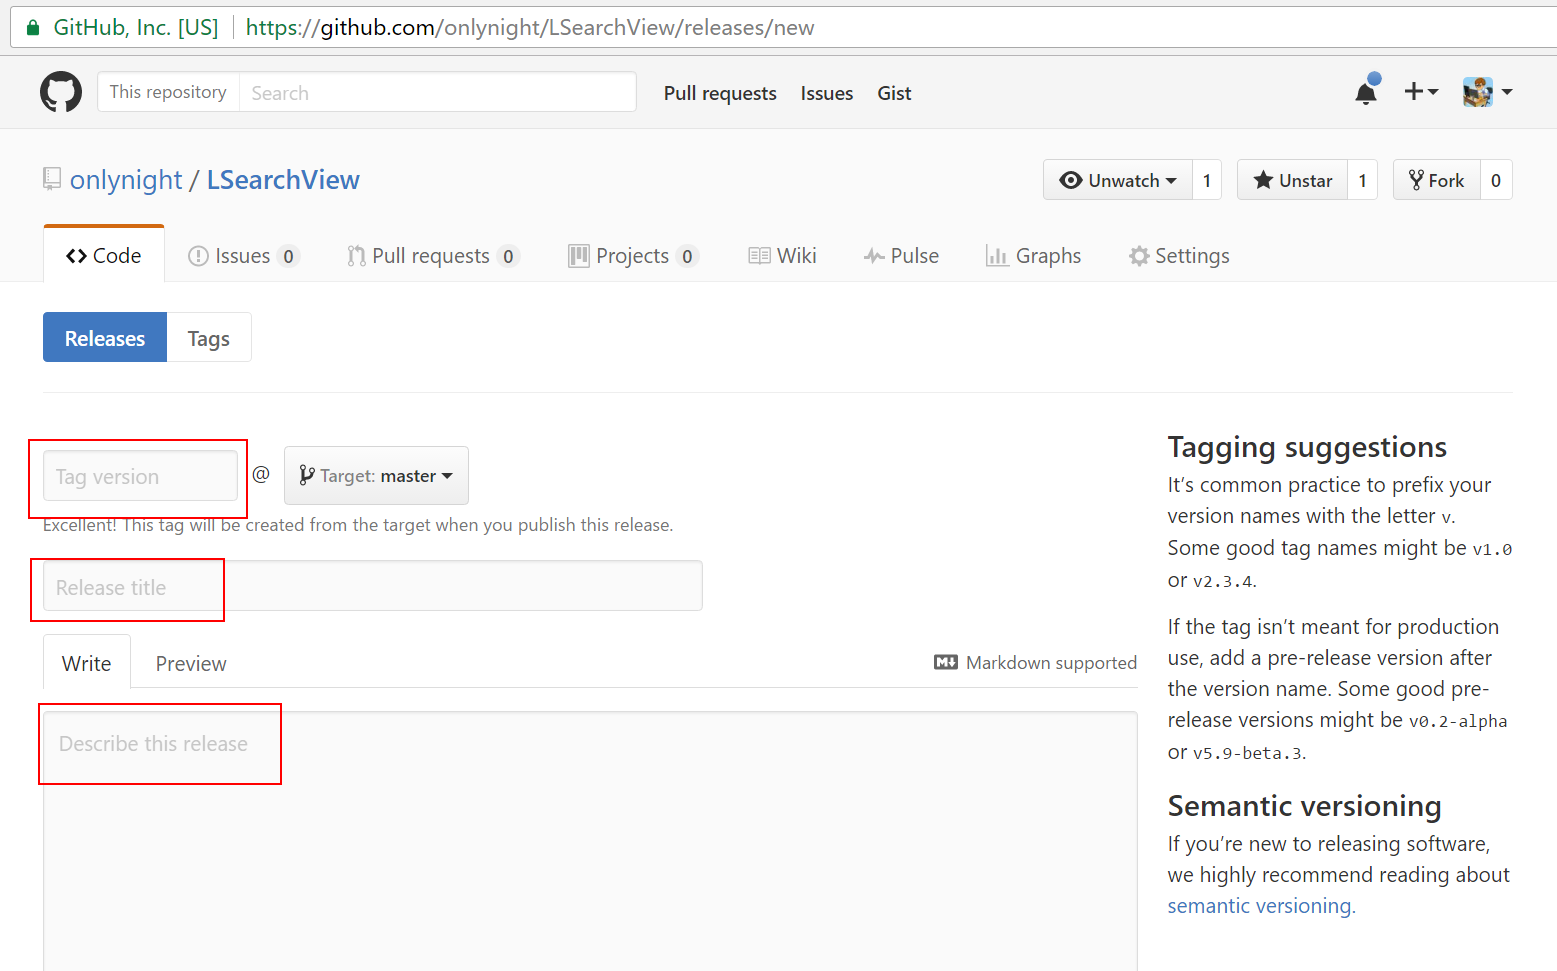 GitHub, Inc. [US] https://github.com/onlynight/LSearchView/releases/new
This repository Search Pull requests Issues Gist
onlynight / LSearchView Unwatch 1 Unstar 1 Fork 0
Code Issues 0 Pull requests 0 Projects 0 Wiki Pulse Graphs Settings
Releases Tags
Tag version @ Target: master
Excellent! This tag will be created from the target when you publish this release.
Release title
Write Preview Markdown supported
Describe this release
Tagging suggestions
It’s common practice to prefix your
version names with the letter v.
Some good tag names might be v1.0
or v2.3.4.
If the tag isn’t meant for production
use, add a pre-release version after
the version name. Some good pre-
release versions might be v0.2-alpha
or v5.9-beta.3.
Semantic versioning
If you’re new to releasing software,
we highly recommend reading about
semantic versioning.